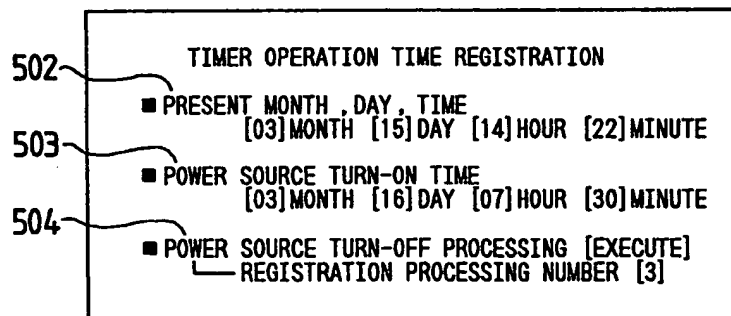 TIMER OPERATION TIME REGISTRATION
502
■ PRESENT MONTH , DAY , TIME
[03] MONTH [15] DAY [14] HOUR [22] MINUTE
503
■ POWER SOURCE TURN-ON TIME
[03] MONTH [16] DAY [07] HOUR [30] MINUTE
504
■ POWER SOURCE TURN-OFF PROCESSING [EXECUTE]
REGISTRATION PROCESSING NUMBER [3]